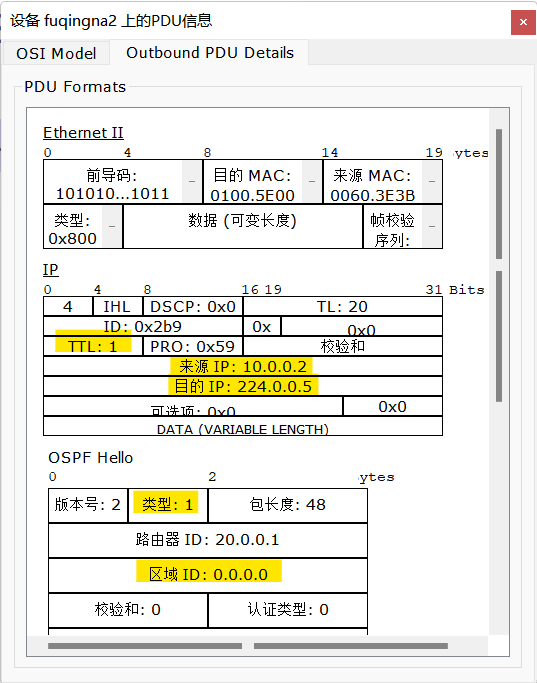 设备 fuqingna2 上的PDU信息
OSI Model Outbound PDU Details
PDU Formats
Ethernet II
0 4 8 14 19 ytes
前导码: 101010...1011 目的 MAC: 0100.5E00 来源 MAC: 0060.3E3B
类型: 0x800 数据 (可变长度) 帧校验序列:
IP
0 4 8 16 19 31 Bits
4 IHL DSCP: 0x0 TL: 20
ID: 0x2b9 0x 0x0
TTL: 1 PRO: 0x59 校验和
来源 IP: 10.0.0.2
目的 IP: 224.0.0.5
可选项: 0x0 0x0
DATA (VARIABLE LENGTH)
OSPF Hello
0 2 ytes
版本号: 2 类型: 1 包长度: 48
路由器 ID: 20.0.0.1
区域 ID: 0.0.0.0
校验和: 0 认证类型: 0